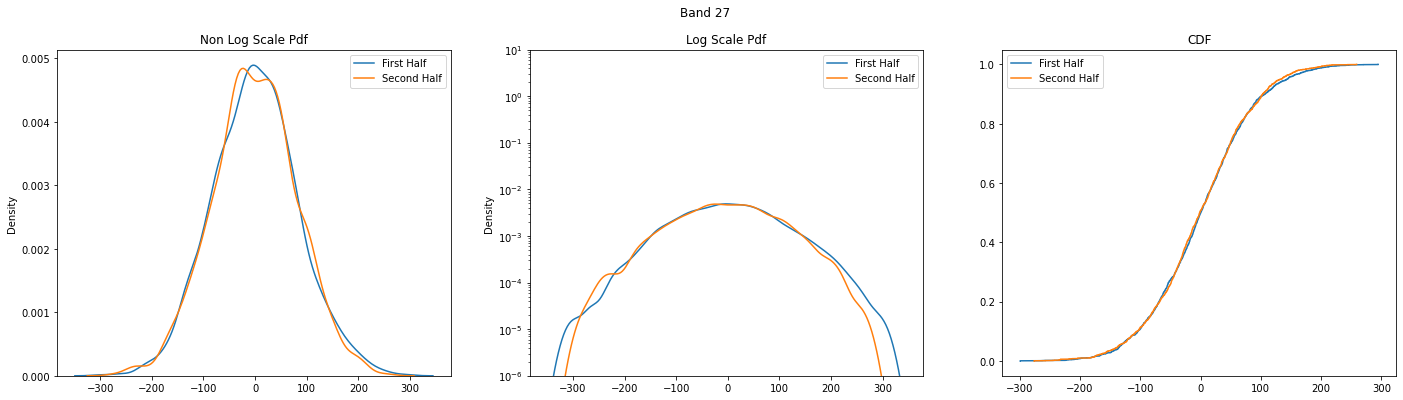 Band 27
Non Log Scale Pdf
Density
0.005
0.004
0.003
0.002
0.001
0.000
−300 −200 −100 0 100 200 300
First Half
Second Half
Log Scale Pdf
Density
10^1
10^0
10^−1
10^−2
10^−3
10^−4
10^−5
10^−6
−300 −200 −100 0 100 200 300
First Half
Second Half
CDF
1.0
0.8
0.6
0.4
0.2
0.0
−300 −200 −100 0 100 200 300
First Half
Second Half